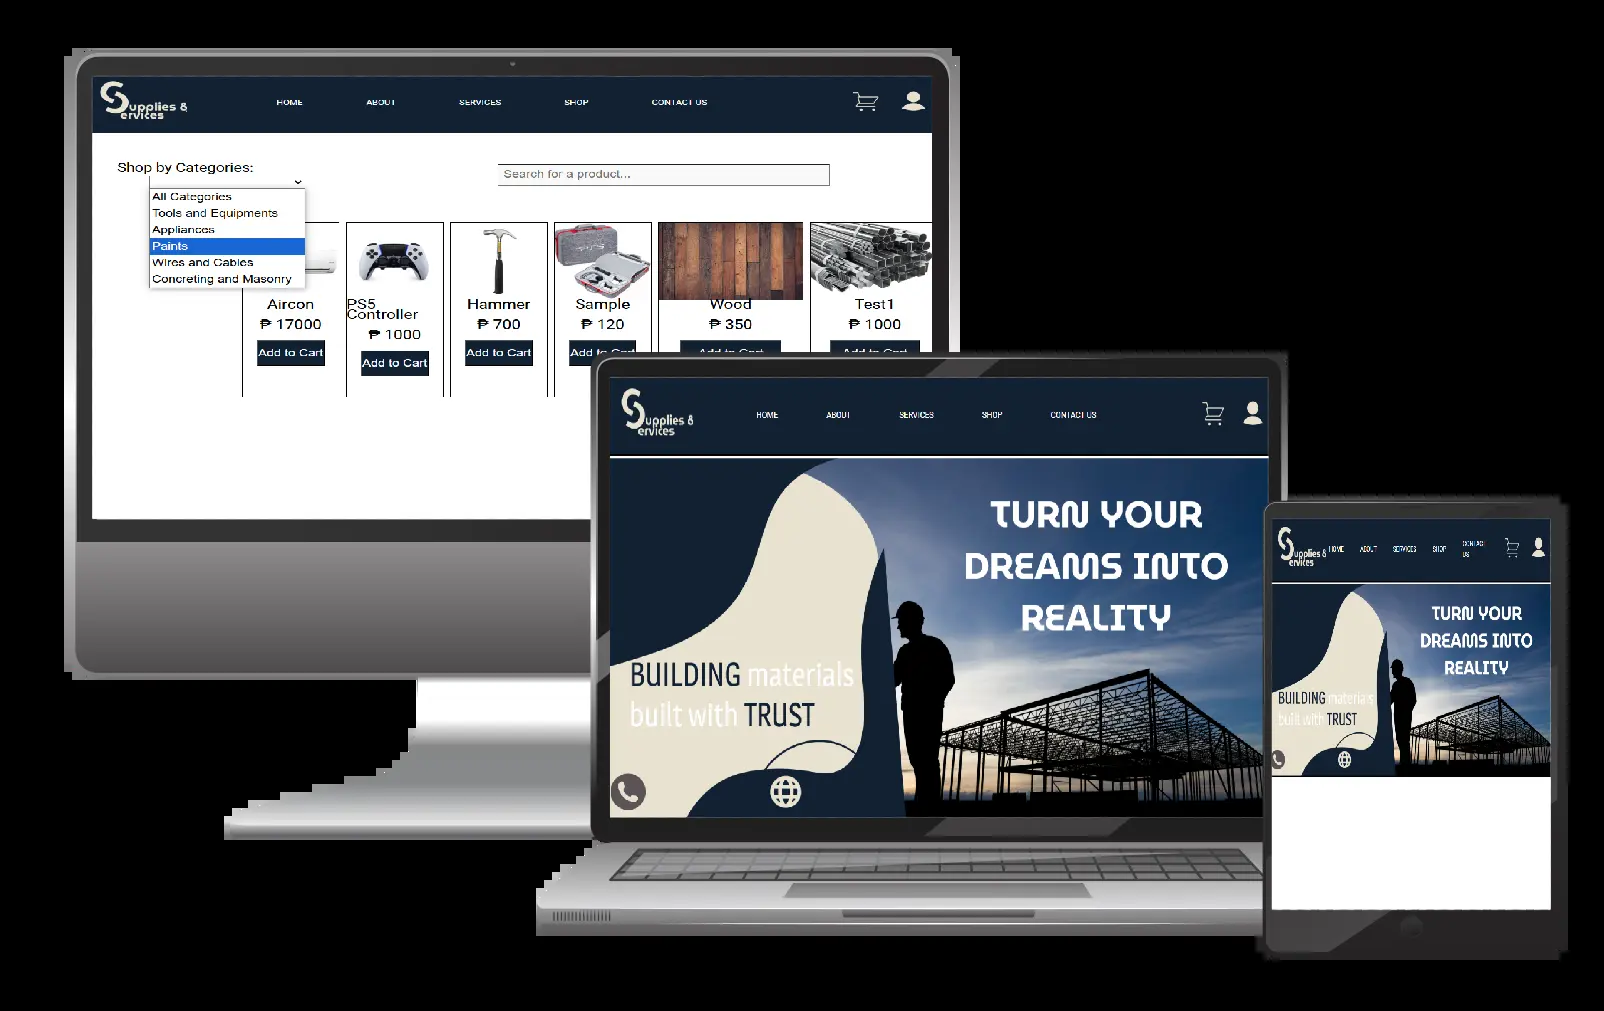 Supplies &
Services
HOME ABOUT SERVICES SHOP CONTACT US
Shop by Categories:
Search for a product...
All Categories
Tools and Equipments
Appliances
Paints
Wires and Cables
Concreting and Masonry
Aircon
₱ 17000
Add to Cart
PS5
Controller
₱ 1000
Add to Cart
Hammer
₱ 700
Add to Cart
Sample
₱ 120
Add to Cart
Wood
₱ 350
Add to Cart
Test1
₱ 1000
Add to Cart
Supplies &
Services
HOME ABOUT SERVICES SHOP CONTACT US
TURN YOUR
DREAMS INTO
REALITY
BUILDING materials
built with TRUST
Supplies &
Services
HOME ABOUT SERVICES SHOP CONTACT
US
TURN YOUR
DREAMS INTO
REALITY
BUILDING materials
built with TRUST